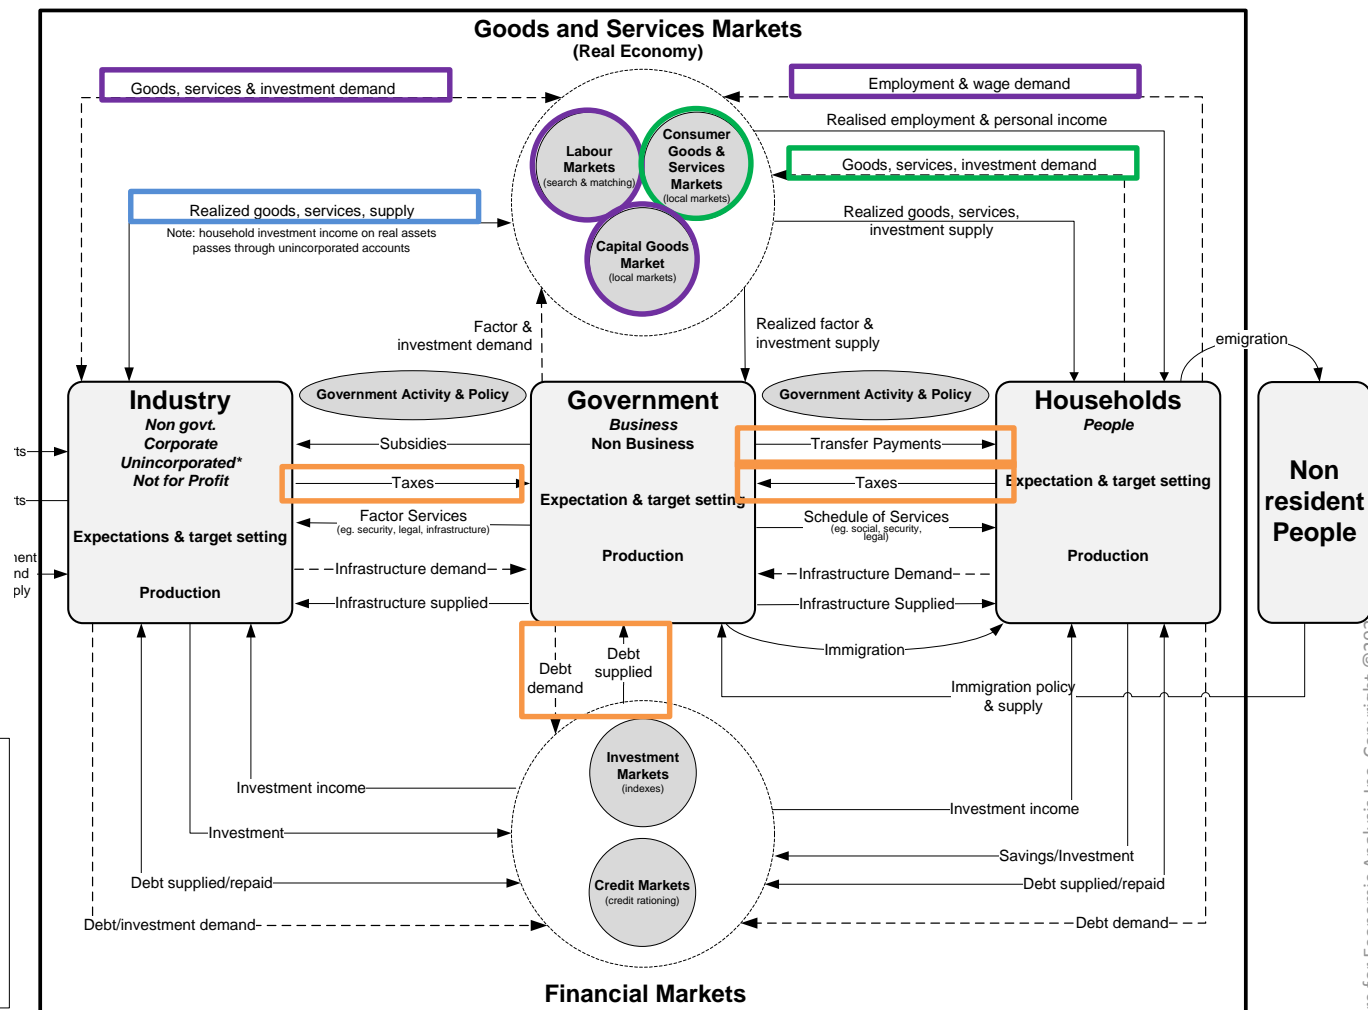 Goods and Services Markets
(Real Economy)
Goods, services & investment demand
Employment & wage demand
Realised employment & personal income
Labour
Markets
(search & matching)
Consumer
Goods &
Services
Markets
(local markets)
Goods, services, investment demand
Realized goods, services, supply
Note: household investment income on real assets
passes through unincorporated accounts
Realized goods, services,
investment supply
Capital Goods
Market
(local markets)
Factor &
investment demand
Realized factor &
investment supply
emigration
Industry
Non govt.
Corporate
Unincorporated*
Not for Profit
Expectations & target setting
Production
Government Activity & Policy
Government
Business
Non Business
Expectation & target setting
Production
Government Activity & Policy
Households
People
Expectation & target setting
Production
Non
resident
People
Subsidies
Taxes
Factor Services
(eg. security, legal, infrastructure)
Infrastructure demand
Infrastructure supplied
Transfer Payments
Taxes
Schedule of Services
(eg. social, security,
legal)
Infrastructure Demand
Infrastructure Supplied
Immigration
Immigration policy
& supply
Debt
demand
Debt
supplied
Investment
Markets
(indexes)
Investment income
Investment
Debt supplied/repaid
Debt/investment demand
Credit Markets
(credit rationing)
Investment income
Savings/Investment
Debt supplied/repaid
Debt demand
Financial Markets
for Economic Analysis Inc. Copyright ©